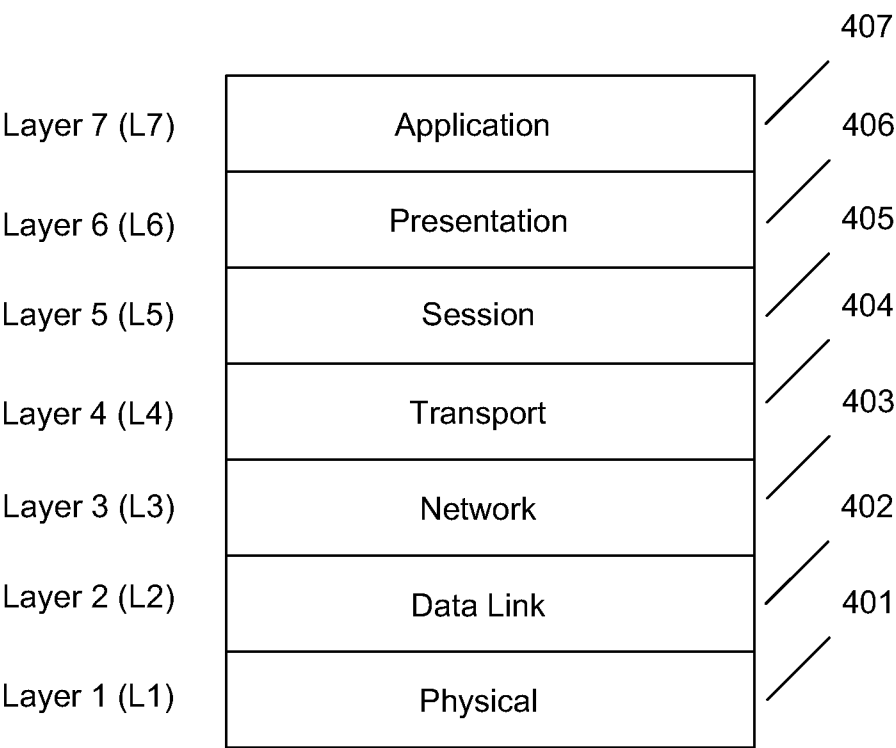 407
Layer 7 (L7) Application
406
Layer 6 (L6) Presentation
405
Layer 5 (L5) Session
404
Layer 4 (L4) Transport
403
Layer 3 (L3) Network
402
Layer 2 (L2) Data Link
401
Layer 1 (L1) Physical